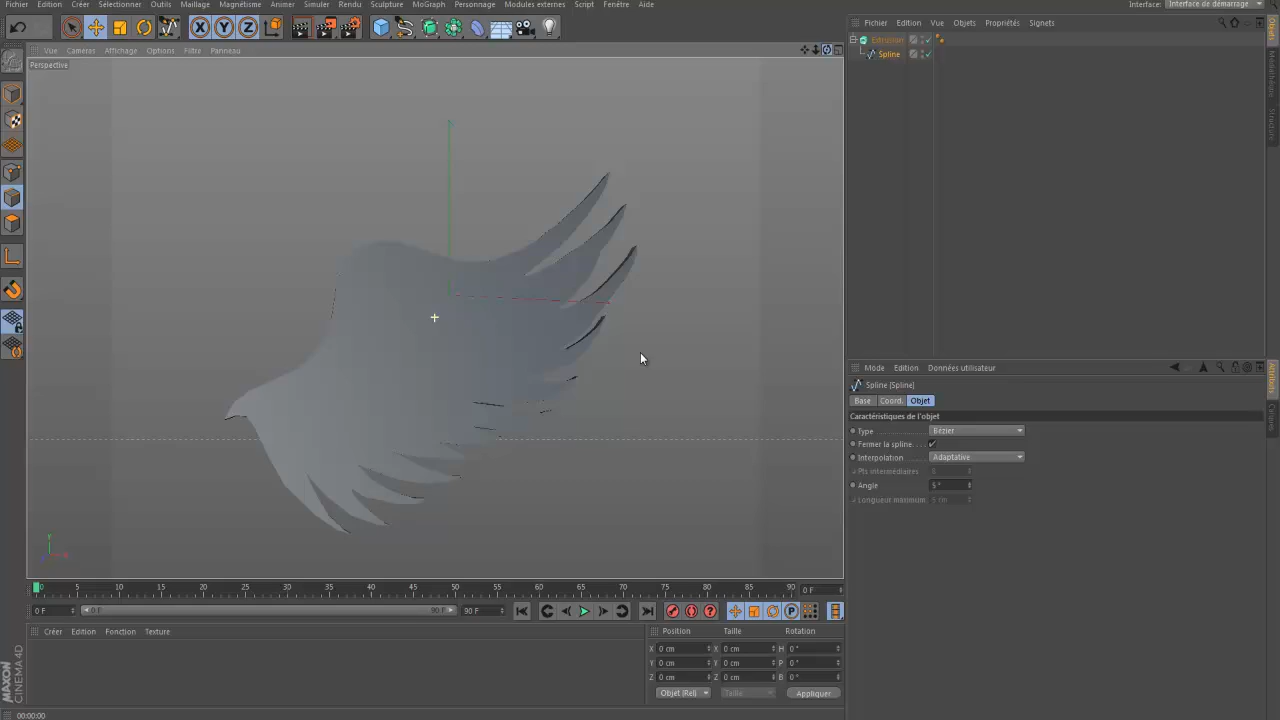 Fichier Edition Créer Sélectionner Outils Maillage Magnétisme Animer Simuler Rendu Sculpture MoGraph Personnage Modules externes Script Fenêtre Aide Interface: Interface de démarrage
Fichier Edition Vue Objets Propriétés Signets
X Y Z
Vue Caméras Affichage Options Filtre Panneau
Extrusion
Spline
Perspective
Objets
Médiathèque
Structure
Mode Edition Données utilisateur
Spline [Spline]
Base Coord. Objet
Caractéristiques de l'objet
Type Bézier
Fermer la spline. . . .
Interpolation Adaptative
Pts intermédiaires
Angle 5 °
Longueur maximum. 5 cm
Attributs
0 5 10 15 20 25 30 35 40 45 50 55 60 65 70 75 80 85 90 0 F
0 F 0 F 90 F 90 F
Créer Edition Fonction Texture
Position Taille Rotation
X 0 cm X 0 cm H 0 °
Y 0 cm Y 0 cm P 0 °
Z 0 cm Z 0 cm B 0 °
Objet (Rel) Taille Appliquer
MAXON CINEMA 4D
00:00:00